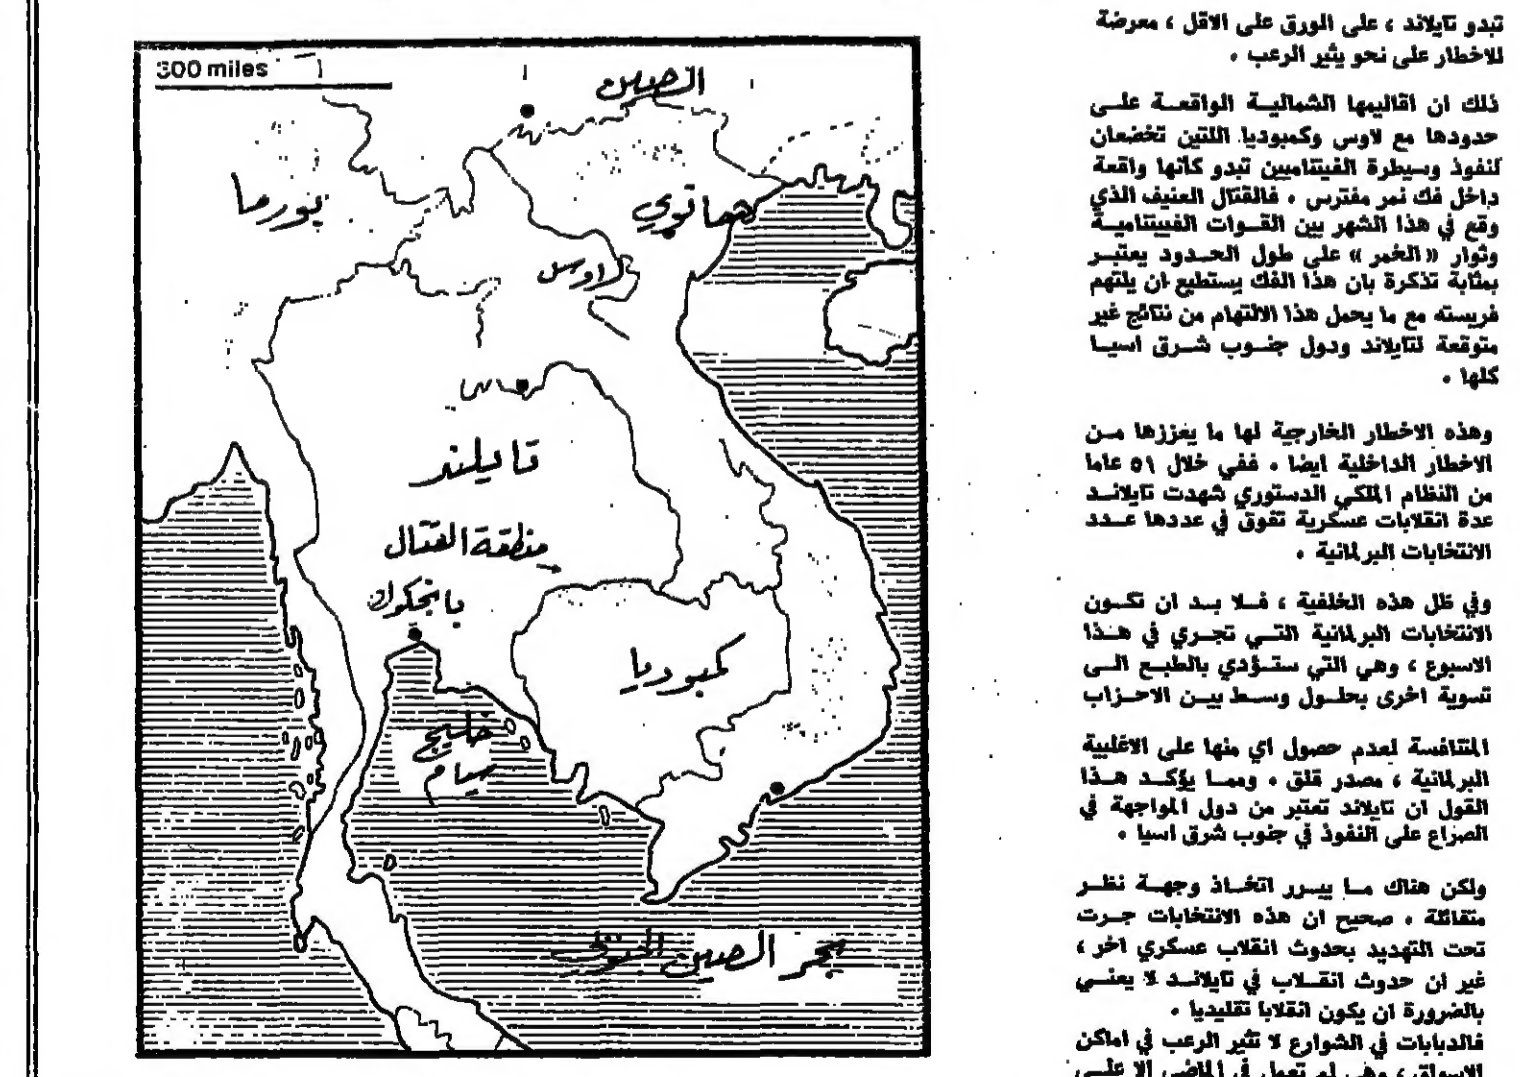 300 miles
الصين
بورما
هانوي
لاوس
تايلند
منطقة القتال
بانجكوك
كمبوديا
خليج
سيام
بحر الصين الجنوبي
تبدو تايلاند ، على الورق على الاقل ، معرضة
للاخطار على نحو يثير الرعب .
ذلك ان اقاليمها الشمالية الواقعة على
حدودها مع لاوس وكمبوديا اللتين تخضعان
لنفوذ وسيطرة الفيتناميين تبدو كأنها واقعة
داخل فك نمر مفترس . فالقتال العنيف الذي
وقع في هذا الشهر بين القوات الفييتنامية
وثوار «الخمر» على طول الحدود يعتبر
بمثابة تذكرة بان هذا الفك يستطيع ان يلتهم
فريسته مع ما يحمل هذا الالتهام من نتائج غير
متوقعة لتايلاند ودول جنوب شرق اسيا
كلها .
وهذه الاخطار الخارجية لها ما يعززها من
الاخطار الداخلية ايضا . ففي خلال ٥١ عاما
من النظام الملكي الدستوري شهدت تايلاند
عدة انقلابات عسكرية تفوق في عددها عدد
الانتخابات البرلمانية .
وفي ظل هذه الخلفية ، فلا بد ان تكون
الانتخابات البرلمانية التي تجري في هذا
الاسبوع ، وهي التي ستؤدي بالطبع الى
تسوية اخرى بحلول وسط بين الاحزاب
المتنافسة لعدم حصول اي منها على الاغلبية
البرلمانية ، مصدر قلق . ومما يؤكد هذا
القول ان تايلاند تعتبر من دول المواجهة في
الصراع على النفوذ في جنوب شرق اسيا .
ولكن هناك ما يبرر اتخاذ وجهة نظر
متفائلة . صحيح ان هذه الانتخابات جرت
تحت التهديد بحدوث انقلاب عسكري اخر ،
غير ان حدوث انقلاب في تايلاند لا يعني
بالضرورة ان يكون انقلابا تقليديا .
فالدبابات في الشوارع لا تثير الرعب في اماكن
الاسواق ، وهي لم تعمل في الماضي الا على